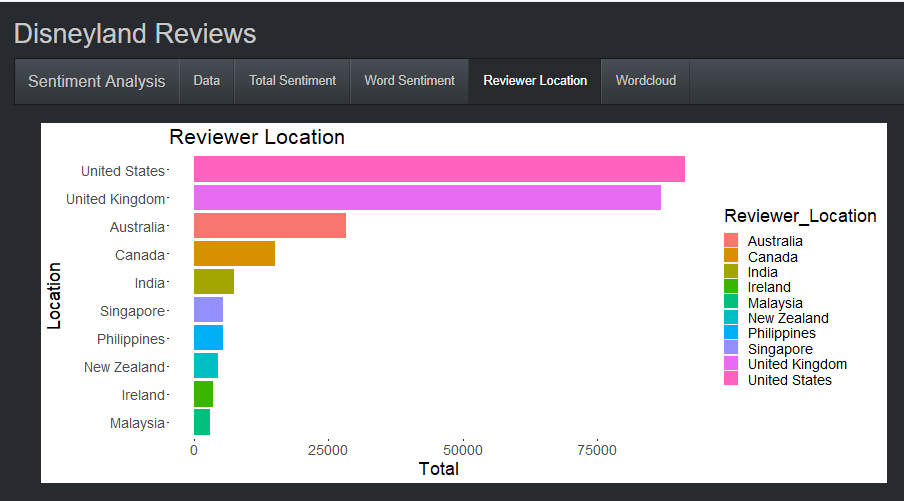 Disneyland Reviews
Sentiment Analysis Data Total Sentiment Word Sentiment Reviewer Location Wordcloud
Reviewer Location
United States
United Kingdom
Australia
Canada
India
Singapore
Philippines
New Zealand
Ireland
Malaysia
Location
0 25000 50000 75000
Total
Reviewer_Location
Australia
Canada
India
Ireland
Malaysia
New Zealand
Philippines
Singapore
United Kingdom
United States